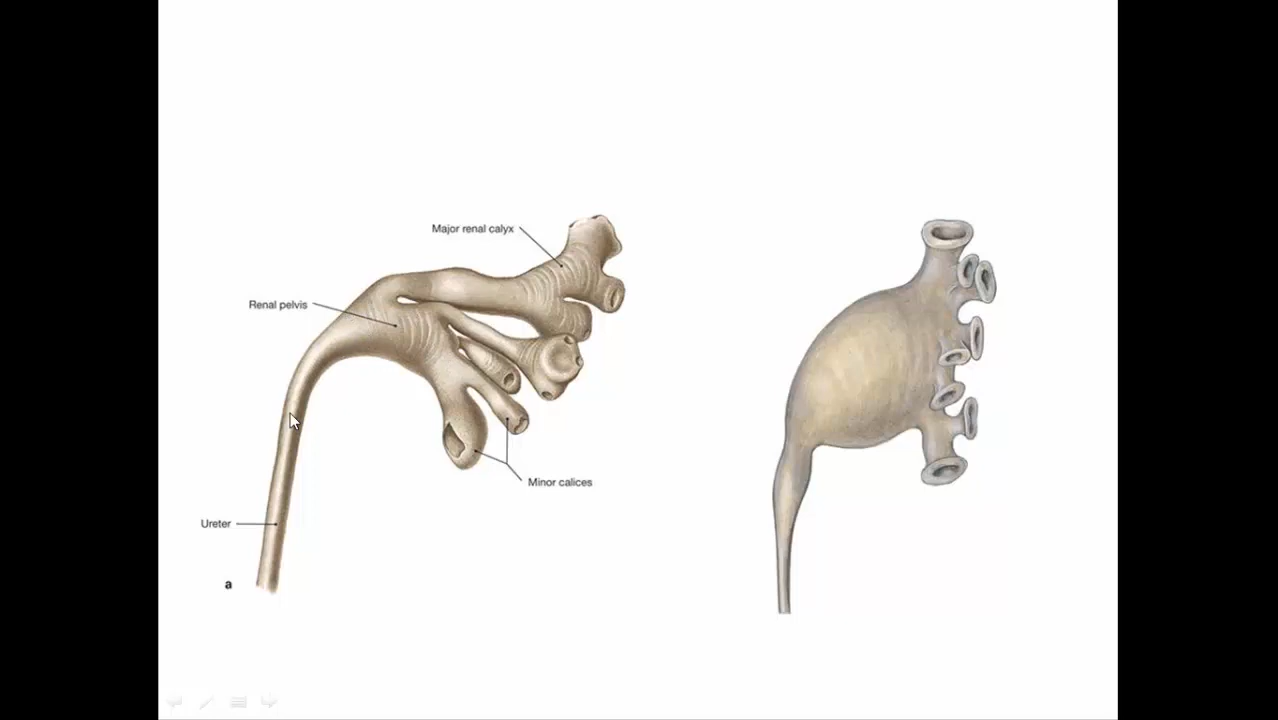 Major renal calyx
Renal pelvis
Minor calices
Ureter
a